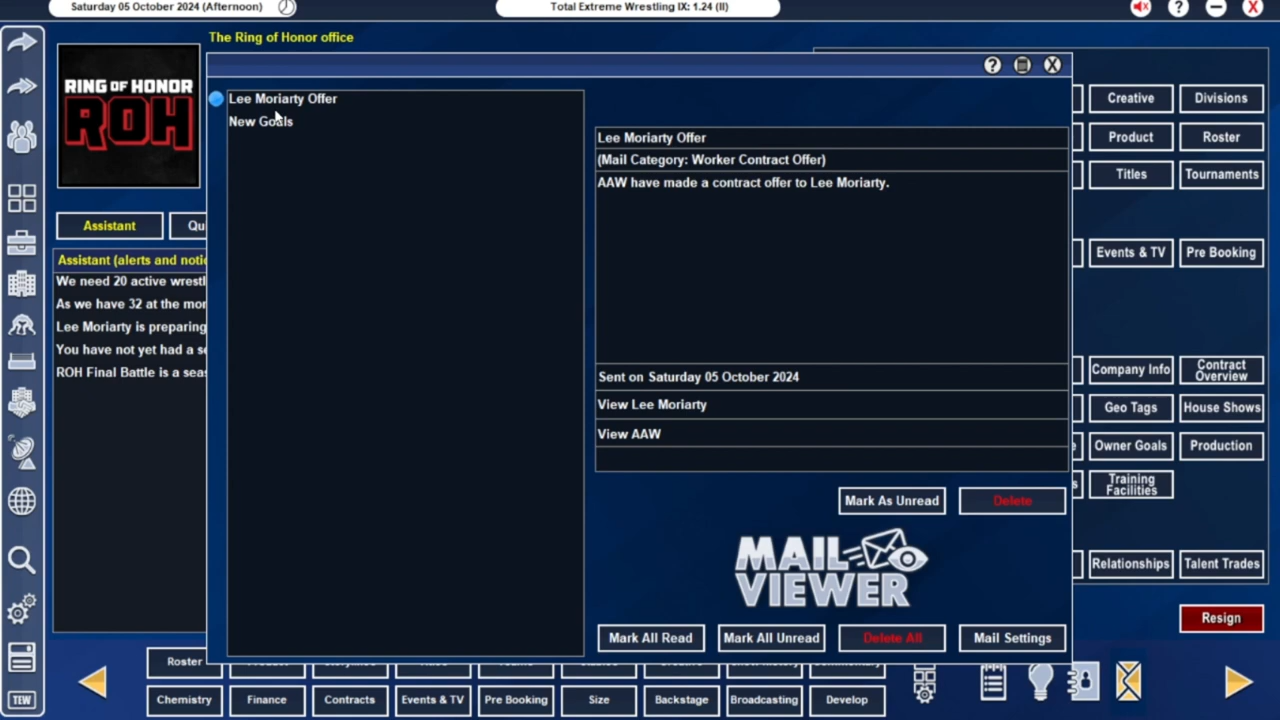 Saturday 05 October 2024 (Afternoon)
Total Extreme Wrestling IX: 1.24 (II)
The Ring of Honor office
RING OF HONOR
ROH
Assistant
Qu
Assistant (alerts and notic
We need 20 active wrestl
As we have 32 at the mor
Lee Moriarty is preparing
You have not yet had a se
ROH Final Battle is a seas
Lee Moriarty Offer
New Goals
Lee Moriarty Offer
(Mail Category: Worker Contract Offer)
AAW have made a contract offer to Lee Moriarty.
Sent on Saturday 05 October 2024
View Lee Moriarty
View AAW
Mark As Unread
Delete
MAIL
VIEWER
Mark All Read
Mark All Unread
Delete All
Mail Settings
Creative
Divisions
Product
Roster
Titles
Tournaments
Events & TV
Pre Booking
Company Info
Contract
Overview
Geo Tags
House Shows
Owner Goals
Production
Training
Facilities
Relationships
Talent Trades
Resign
Roster
Chemistry
Finance
Contracts
Events & TV
Pre Booking
Size
Backstage
Broadcasting
Develop
TEW